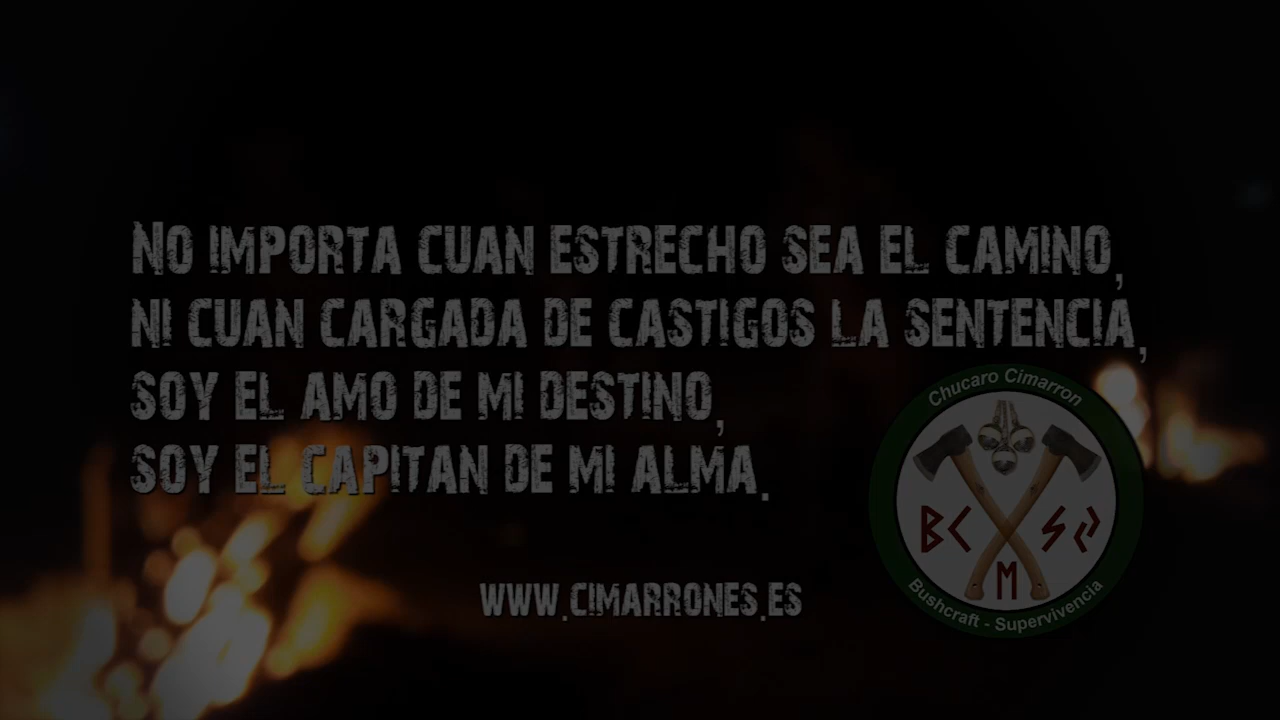 No importa cuan estrecho sea el camino,
ni cuan cargada de castigos la sentencia,
soy el amo de mi destino,
soy el capitan de mi alma.
Chucaro Cimarron
Bushcraft - Supervivencia
www.cimarrones.es